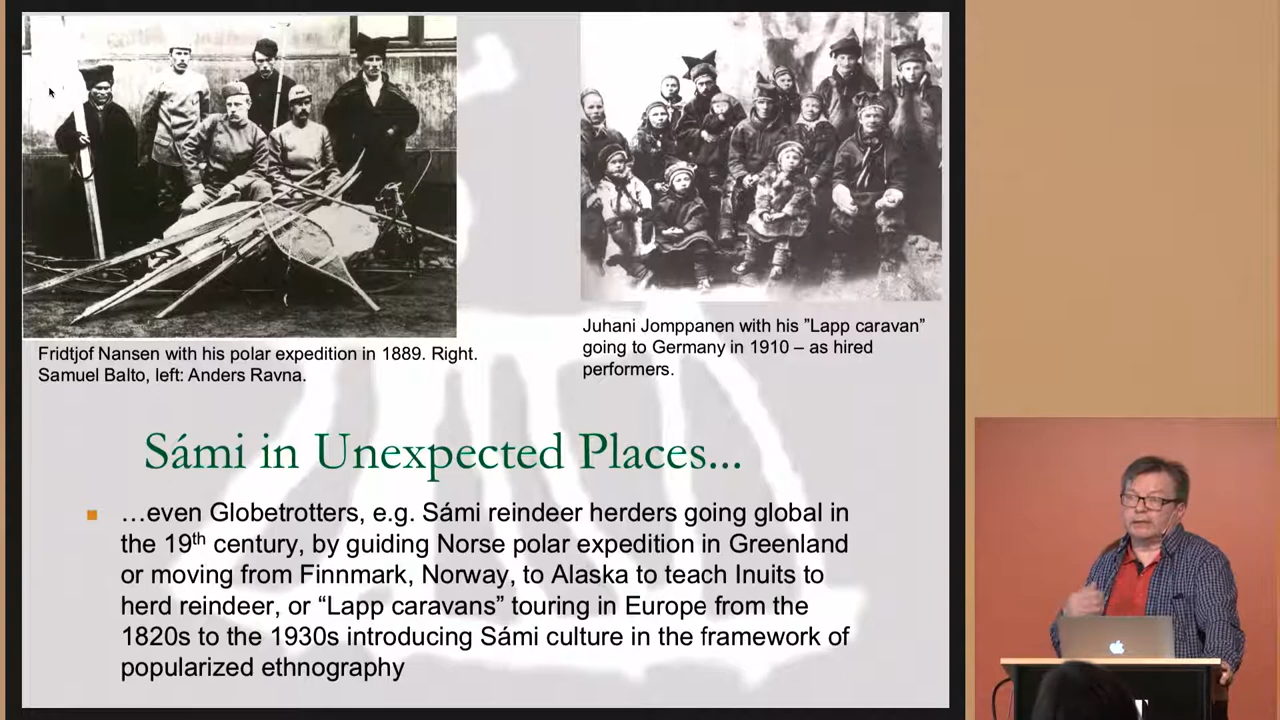 Fridtjof Nansen with his polar expedition in 1889. Right.
Samuel Balto, left: Anders Ravna.
Juhani Jomppanen with his ”Lapp caravan”
going to Germany in 1910 – as hired
performers.
Sámi in Unexpected Places...
…even Globetrotters, e.g. Sámi reindeer herders going global in
the 19th century, by guiding Norse polar expedition in Greenland
or moving from Finnmark, Norway, to Alaska to teach Inuits to
herd reindeer, or “Lapp caravans” touring in Europe from the
1820s to the 1930s introducing Sámi culture in the framework of
popularized ethnography